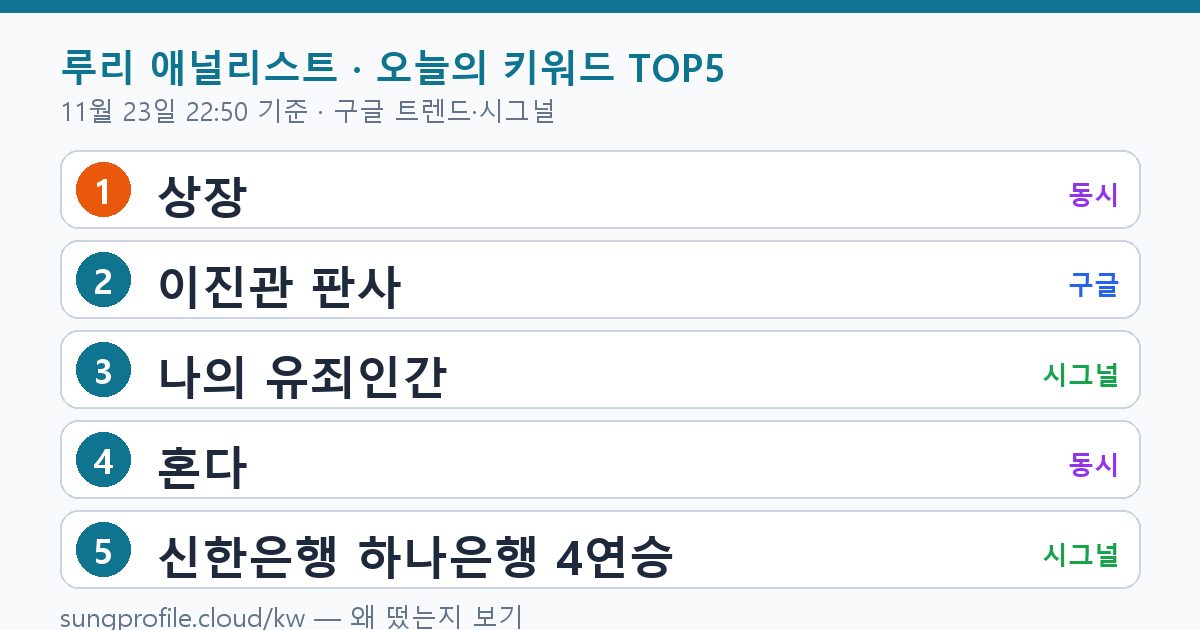 루리 애널리스트 · 오늘의 키워드 TOP5
11월 23일 22:50 기준 · 구글 트렌드·시그널
1 상장 동시
2 이진관 판사 구글
3 나의 유죄인간 시그널
4 혼다 동시
5 신한은행 하나은행 4연승 시그널
sungprofile.cloud/kw — 왜 떴는지 보기